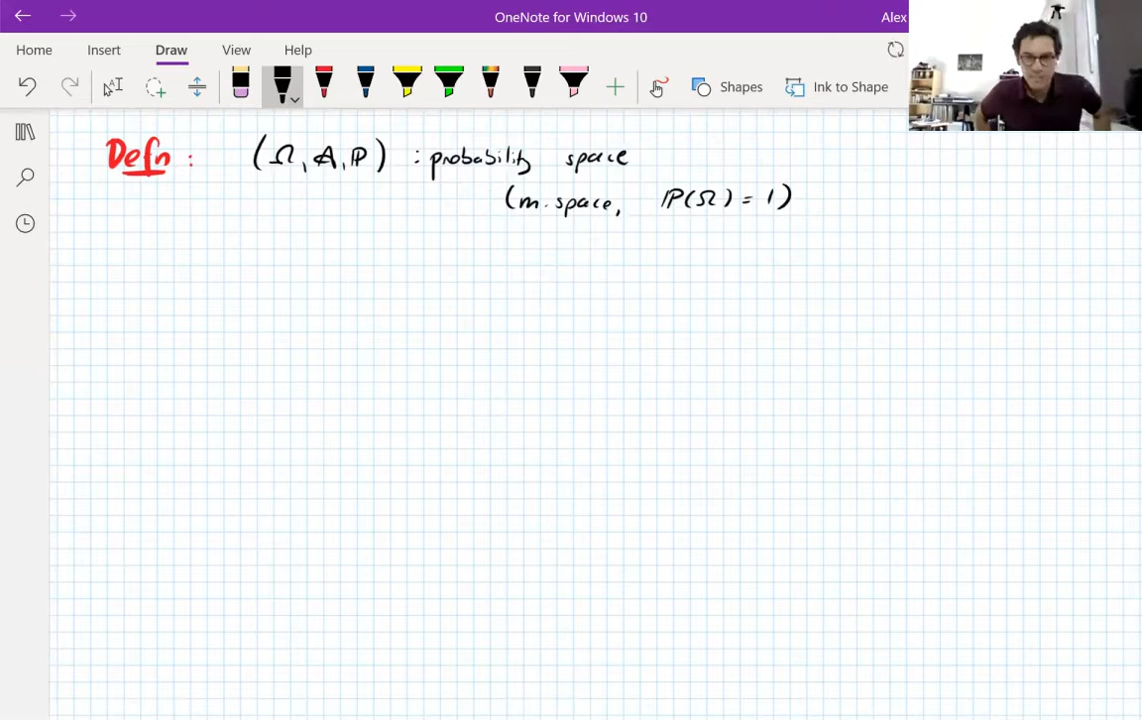 OneNote for Windows 10
Alex
Home Insert Draw View Help
Shapes Ink to Shape
Defn : (Ω, 𝔸, ℙ) : probability space
(m. space, ℙ(Ω) = 1)